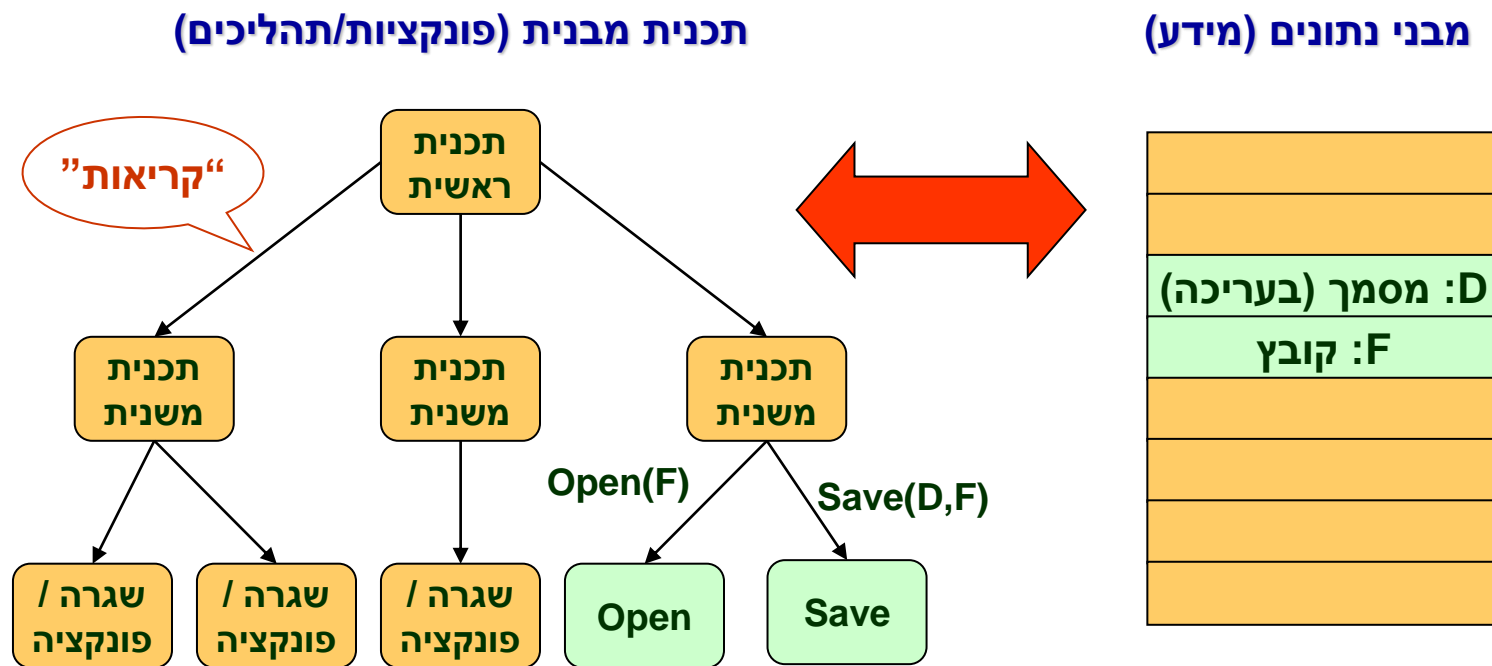 תכנית מבנית (פונקציות/תהליכים)
מבני נתונים (מידע)
“קריאות”
תכנית
ראשית
D: מסמך (בעריכה)
F: קובץ
תכנית
משנית
תכנית
משנית
תכנית
משנית
Open(F)
Save(D,F)
שגרה /
פונקציה
שגרה /
פונקציה
שגרה /
פונקציה
Open
Save